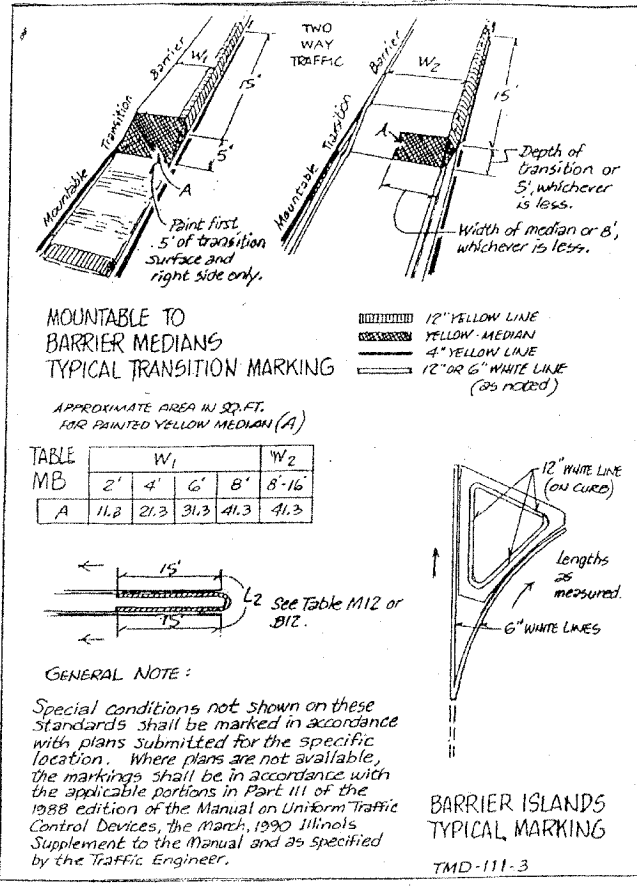 TWO
WAY
TRAFFIC
Barrier
W1
15'
Transition
5'
Mountable
A
Paint first
.5' of transition
surface and
right side only.
Barrier
W2
15'
Transition
A
Mountable
Depth of
transition or
5', whichever
is less.
Width of median or 8',
whichever is less.
MOUNTABLE TO
BARRIER MEDIANS
TYPICAL TRANSITION MARKING
12" YELLOW LINE
YELLOW-MEDIAN
4" YELLOW LINE
12" OR 6" WHITE LINE
(as noted)
APPROXIMATE AREA IN SQ.FT.
FOR PAINTED YELLOW MEDIAN (A)
TABLE
MB
W1 W2
2' 4' 6' 8' 8'-16'
A 11.3 21.3 31.3 41.3 41.3
15'
L2
15'
See Table M12 or
B12.
12" WHITE LINE
(ON CURB)
Lengths
as
measured.
6" WHITE LINES
GENERAL NOTE :
Special conditions not shown on these
standards shall be marked in accordance
with plans submitted for the specific
location. Where plans are not available,
the markings shall be in accordance with
the applicable portions in Part III of the
1988 edition of the Manual on Uniform Traffic
Control Devices, the March, 1990 Illinois
Supplement to the Manual and as specified
by the Traffic Engineer.
BARRIER ISLANDS
TYPICAL MARKING
TMD-111-3